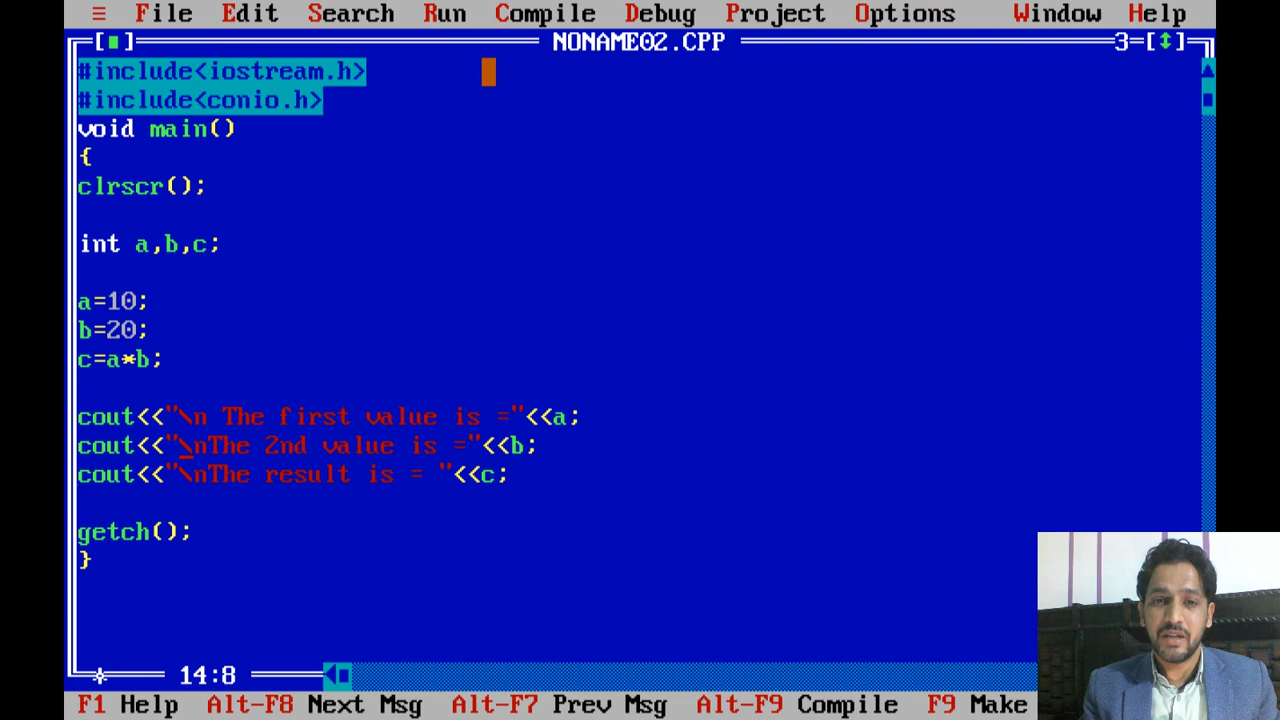 ≡ File Edit Search Run Compile Debug Project Options Window Help
[■] NONAME02.CPP 3=[↕]
#include<iostream.h>
#include<conio.h>
void main()
{
clrscr();
int a,b,c;
a=10;
b=20;
c=a*b;
cout<<"\n The first value is ="<<a;
cout<<"\nThe 2nd value is ="<<b;
cout<<"\nThe result is = "<<c;
getch();
}
14:8
F1 Help Alt-F8 Next Msg Alt-F7 Prev Msg Alt-F9 Compile F9 Make